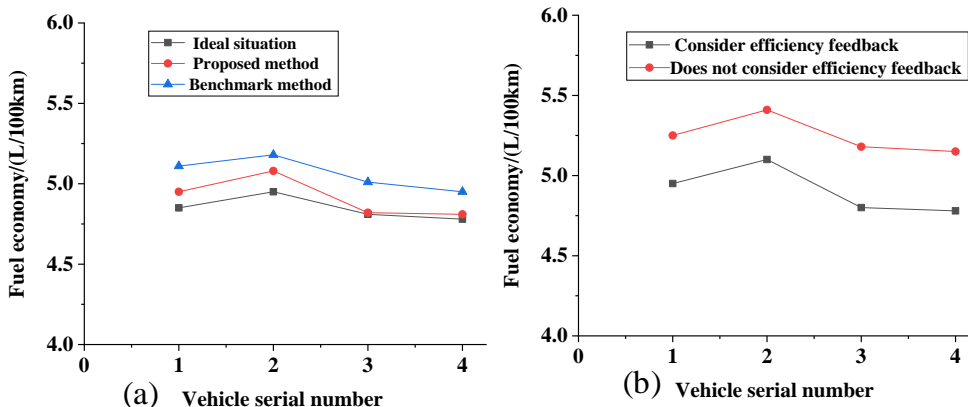 6.0
Ideal situation
Proposed method
Benchmark method
5.5
5.0
4.5
4.0
Fuel economy/(L/100km)
0 1 2 3 4
(a) Vehicle serial number
6.0
Consider efficiency feedback
Does not consider efficiency feedback
5.5
5.0
4.5
4.0
Fuel economy/(L/100km)
0 1 2 3 4
(b) Vehicle serial number